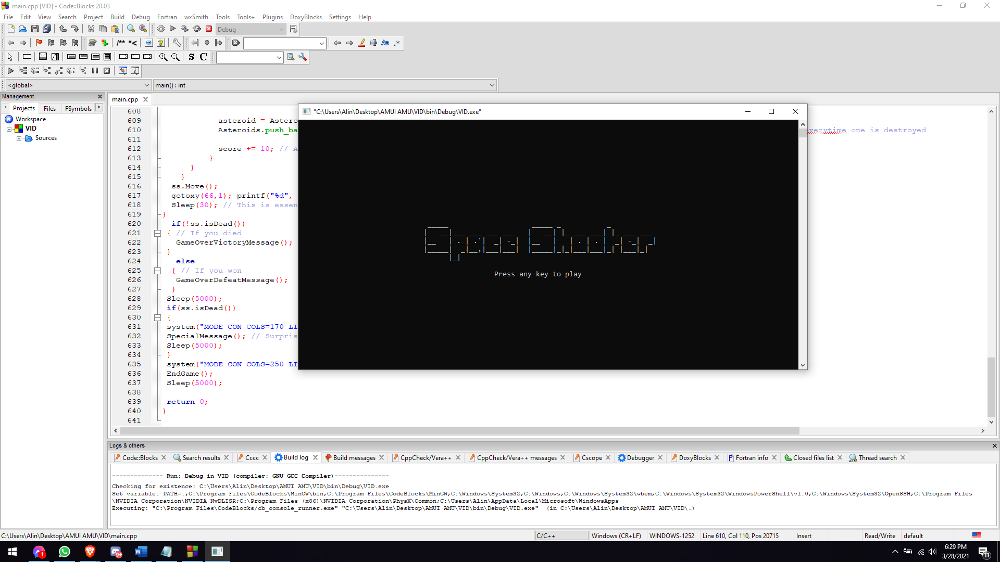 main.cpp [VID] - Code::Blocks 20.03
File Edit View Search Project Build Debug Fortran wxSmith Tools Tools+ Plugins DoxyBlocks Settings Help
Debug
/** *<
S C
<global> main() : int
Management
Projects Files FSymbols
Workspace
VID
Sources
main.cpp
608
609 asteroid = Astero
610 Asteroids.push_ba everytime one is destroyed
611
612 score += 10; // A
613 }
614 }
615 }
616 ss.Move();
617 gotoxy(66,1); printf("%d",
618 Sleep(30); // This is essen
619 }
620 if(!ss.isDead())
621 { // If you died
622 GameOverVictoryMessage();
623 }
624 else
625 { // If you won
626 GameOverDefeatMessage();
627 }
628 Sleep(5000);
629 if(ss.isDead())
630 {
631 system("MODE CON COLS=170 LI
632 SpecialMessage(); // Surpris
633 Sleep(5000);
634 }
635 system("MODE CON COLS=250 LI
636 EndGame();
637 Sleep(5000);
638
639 return 0;
640 }
641
"C:\Users\Alin\Desktop\AMUI AMU\VID\bin\Debug\VID.exe"
Space Shooter
Press any key to play
Logs & others
Code::Blocks Search results Cccc Build log Build messages CppCheck/Vera++ CppCheck/Vera++ messages Cscope Debugger DoxyBlocks Fortran info Closed files list Thread search
-------------- Run: Debug in VID (compiler: GNU GCC Compiler)---------------
Checking for existence: C:\Users\Alin\Desktop\AMUI AMU\VID\bin\Debug\VID.exe
Set variable: PATH=.;C:\Program Files\CodeBlocks\MinGW\bin;C:\Program Files\CodeBlocks\MinGW;C:\Windows\System32;C:\Windows;C:\Windows\System32\wbem;C:\Windows\System32\WindowsPowerShell\v1.0;C:\Windows\System32\OpenSSH;C:\Program Files
\NVIDIA Corporation\NVIDIA NvDLISR;C:\Program Files (x86)\NVIDIA Corporation\PhysX\Common;C:\Users\Alin\AppData\Local\Microsoft\WindowsApps
Executing: "C:\Program Files\CodeBlocks/cb_console_runner.exe" "C:\Users\Alin\Desktop\AMUI AMU\VID\bin\Debug\VID.exe" (in C:\Users\Alin\Desktop\AMUI AMU\VID\.)
C:\Users\Alin\Desktop\AMUI AMU\VID\main.cpp C/C++ Windows (CR+LF) WINDOWS-1252 Line 610, Col 110, Pos 20715 Insert Read/Write default
1 9+ 6:29 PM
3/28/2021 11